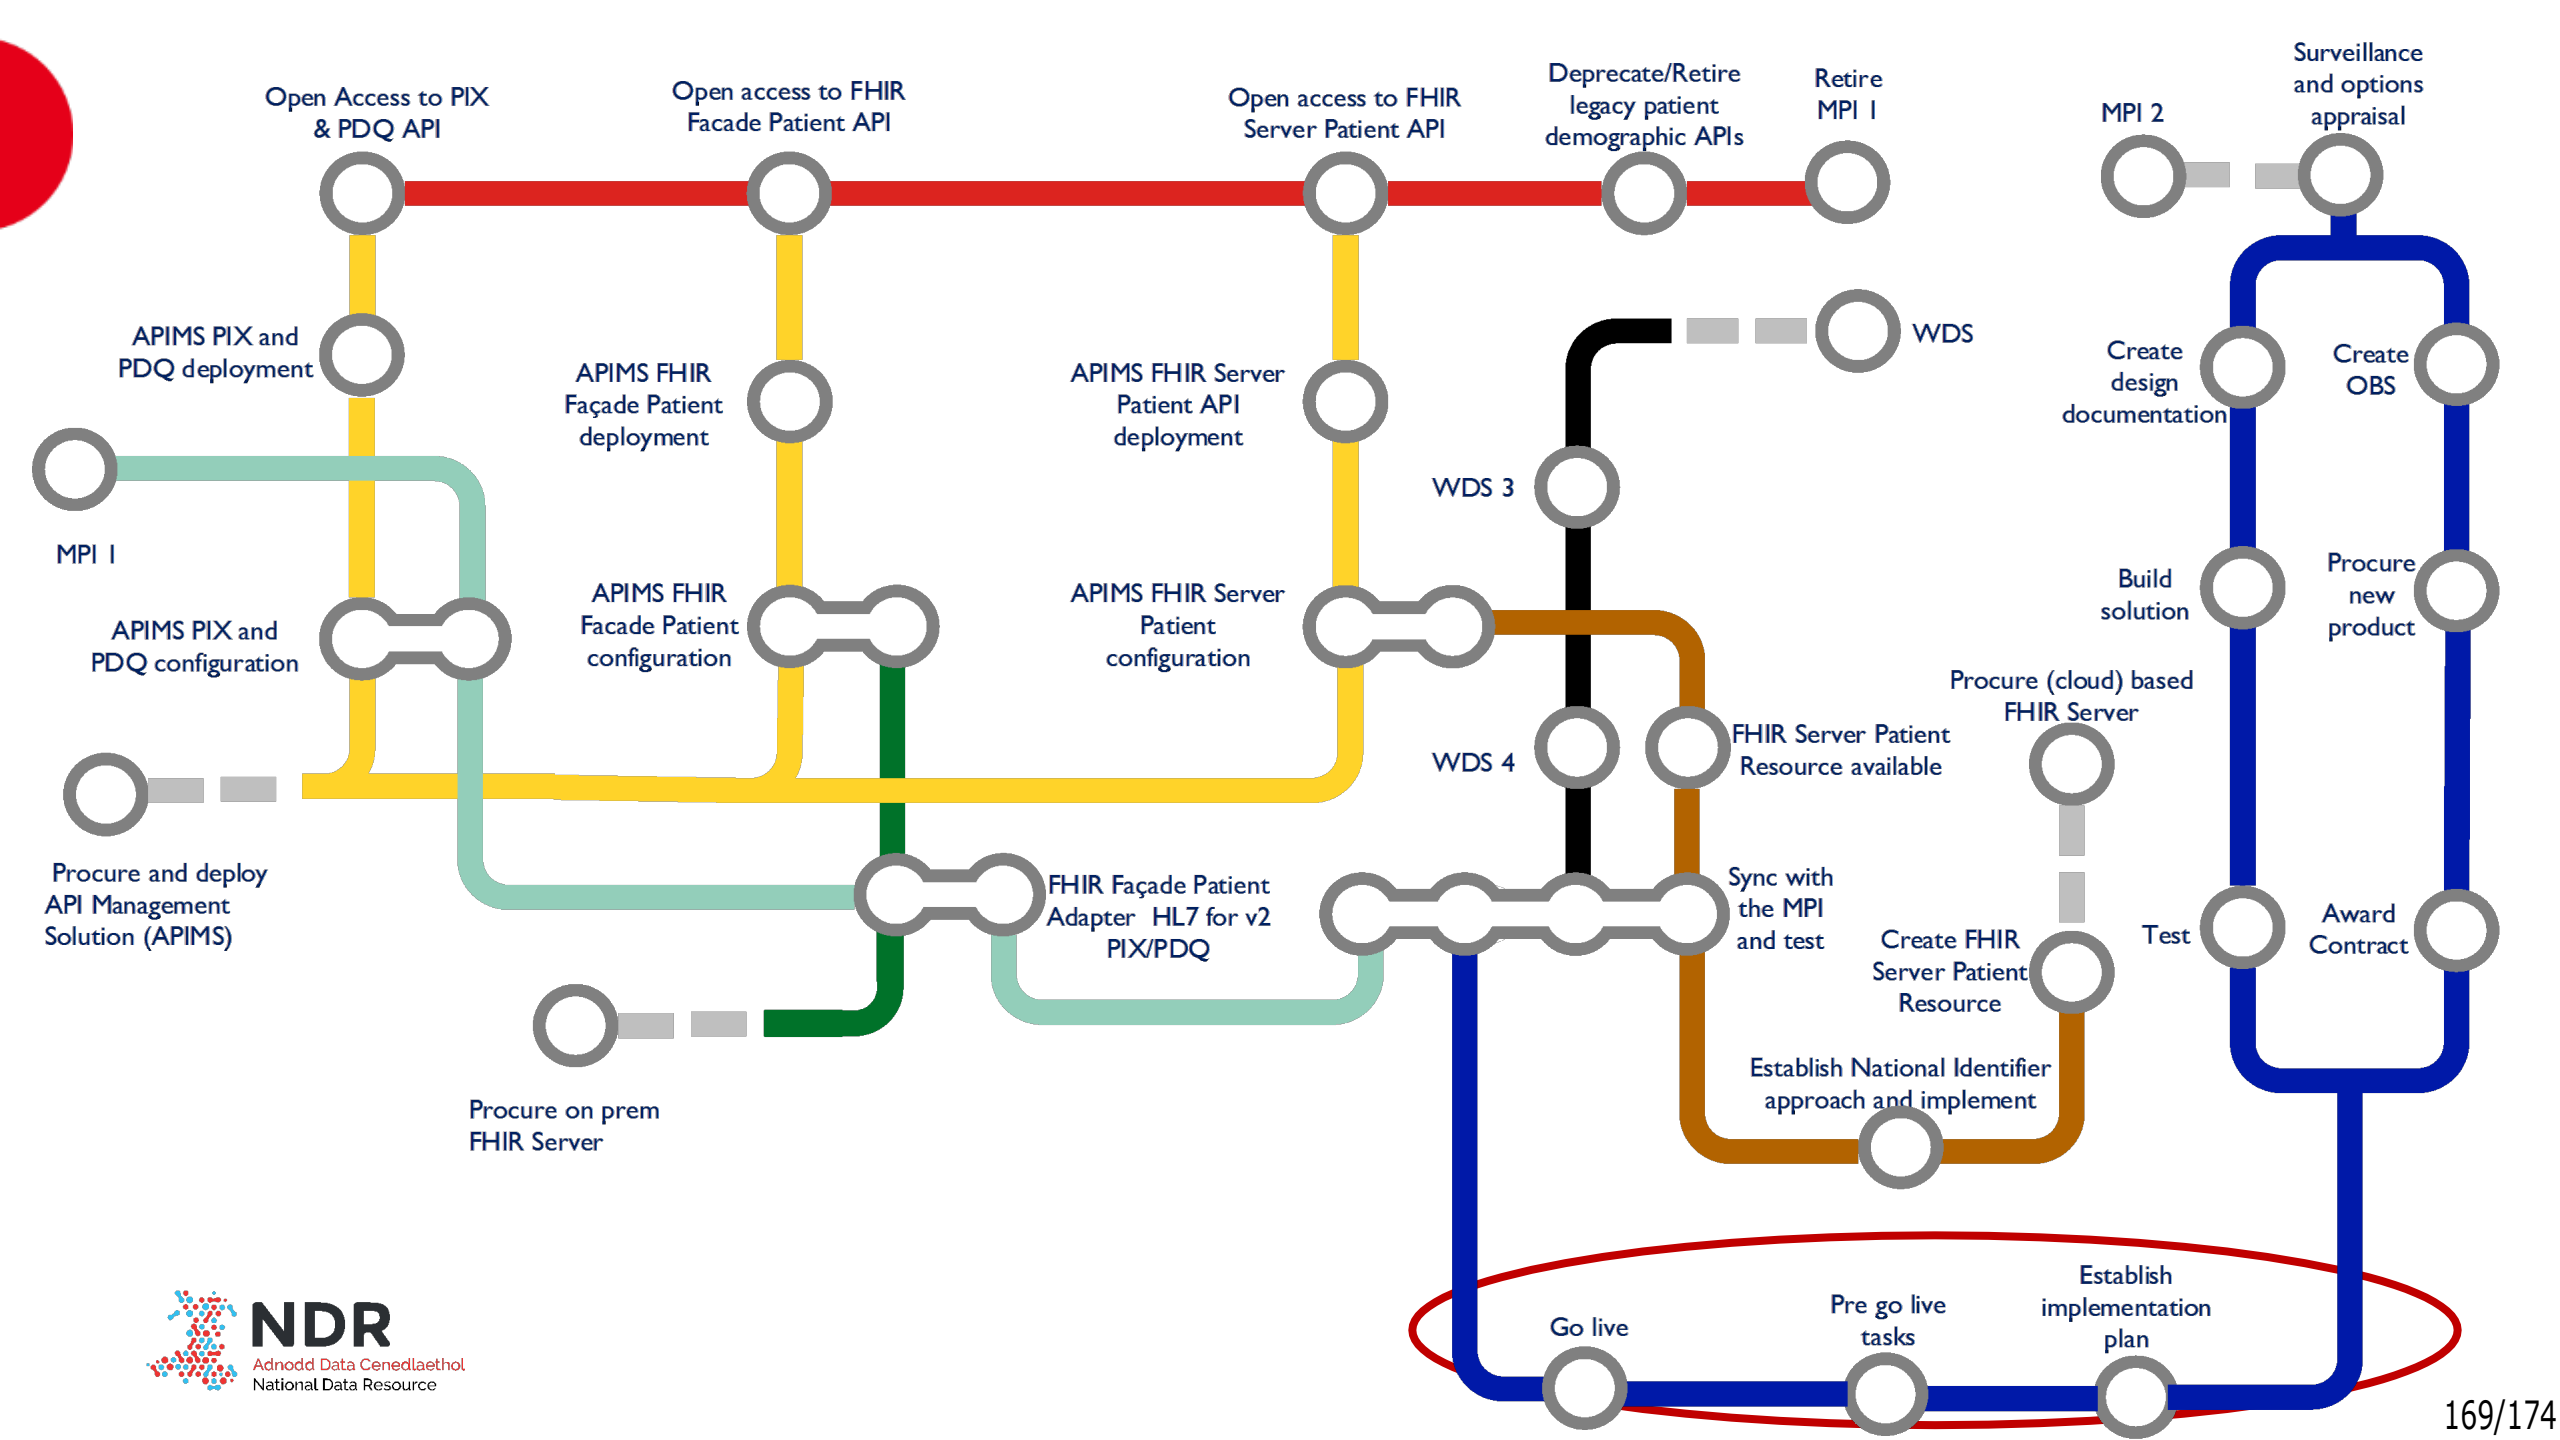 Open Access to PIX
& PDQ API
Open access to FHIR
Facade Patient API
Open access to FHIR
Server Patient API
Deprecate/Retire
legacy patient
demographic APIs
Retire
MPI 1
MPI 2
Surveillance
and options
appraisal
APIMS PIX and
PDQ deployment
APIMS FHIR
Façade Patient
deployment
APIMS FHIR Server
Patient API
deployment
WDS
Create
design
documentation
Create
OBS
MPI 1
WDS 3
APIMS PIX and
PDQ configuration
APIMS FHIR
Facade Patient
configuration
APIMS FHIR Server
Patient
configuration
Build
solution
Procure
new
product
Procure (cloud) based
FHIR Server
WDS 4
FHIR Server Patient
Resource available
Procure and deploy
API Management
Solution (APIMS)
FHIR Façade Patient
Adapter HL7 for v2
PIX/PDQ
Sync with
the MPI
and test
Create FHIR
Server Patient
Resource
Test
Award
Contract
Procure on prem
FHIR Server
Establish National Identifier
approach and implement
Go live
Pre go live
tasks
Establish
implementation
plan
NDR
Adnodd Data Cenedlaethol
National Data Resource
169/174